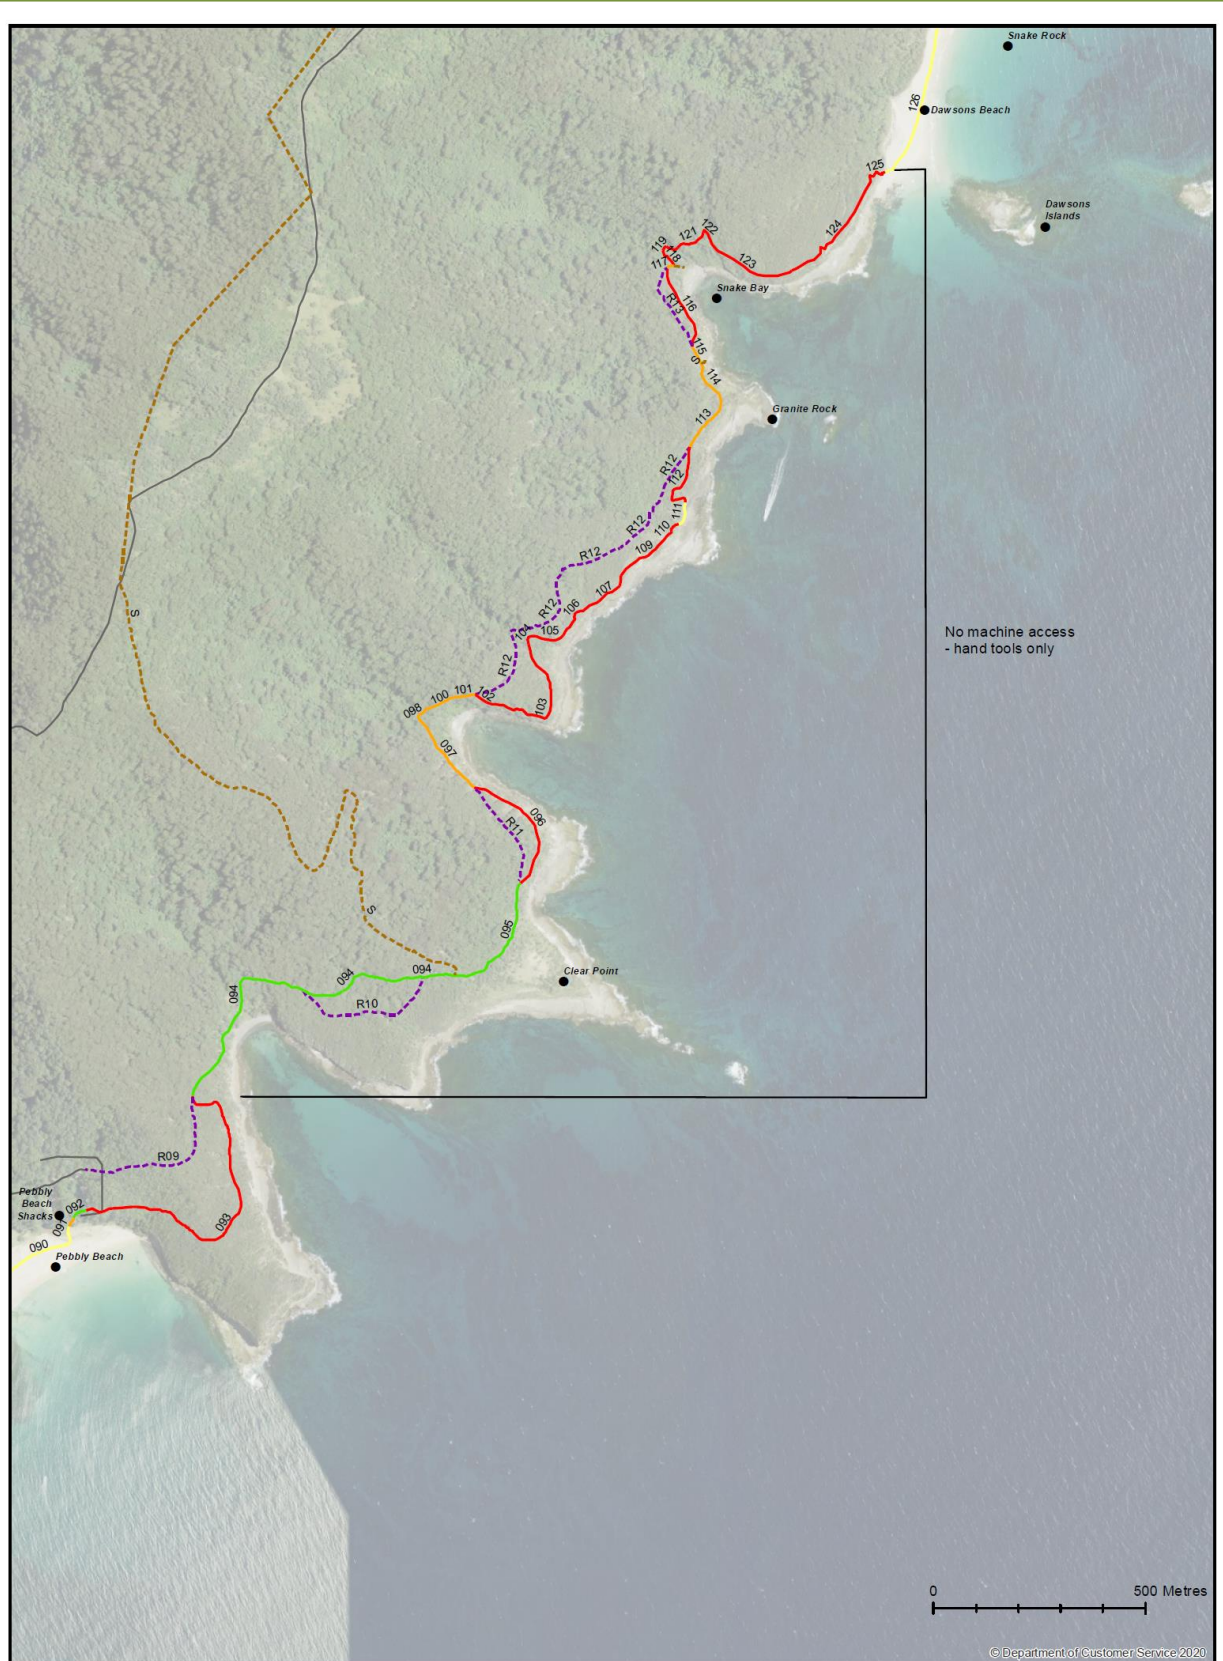 Snake Rock
126
Dawsons Beach
125
Dawsons
Islands
124
122
121
119
118
117
123
Snake Bay
116
R13
115
S
114
Granite Rock
113
R12
112
111
R12
110
109
R12
107
106
R12
S
104
105
No machine access
- hand tools only
R12
101
102
100
098
103
097
096
R11
S
095
094
094
Clear Point
094
R10
R09
Pebbly
Beach
Shacks
092
091
093
090
Pebbly Beach
0
500 Metres
© Department of Customer Service 2020